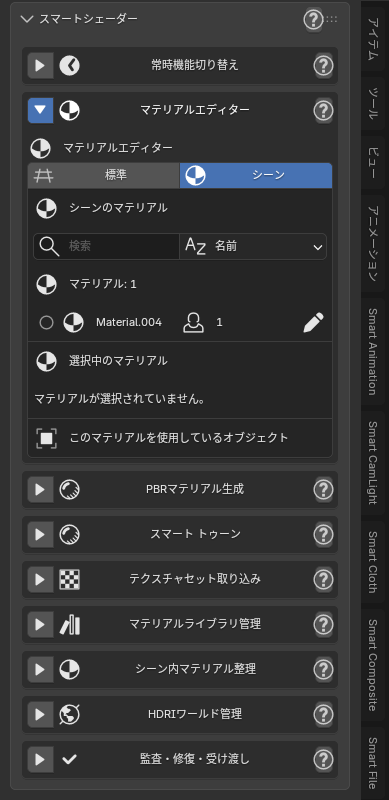 スマートシェーダー
常時機能切り替え
マテリアルエディター
マテリアルエディター
標準
シーン
シーンのマテリアル
検索
名前
マテリアル: 1
Material.004
1
選択中のマテリアル
マテリアルが選択されていません。
このマテリアルを使用しているオブジェクト
PBRマテリアル生成
スマート トゥーン
テクスチャセット取り込み
マテリアルライブラリ管理
シーン内マテリアル整理
HDRIワールド管理
監査・修復・受け渡し
アイテム
ツール
ビュー
アニメーション
Smart Animation
Smart CamLight
Smart Cloth
Smart Composite
Smart File